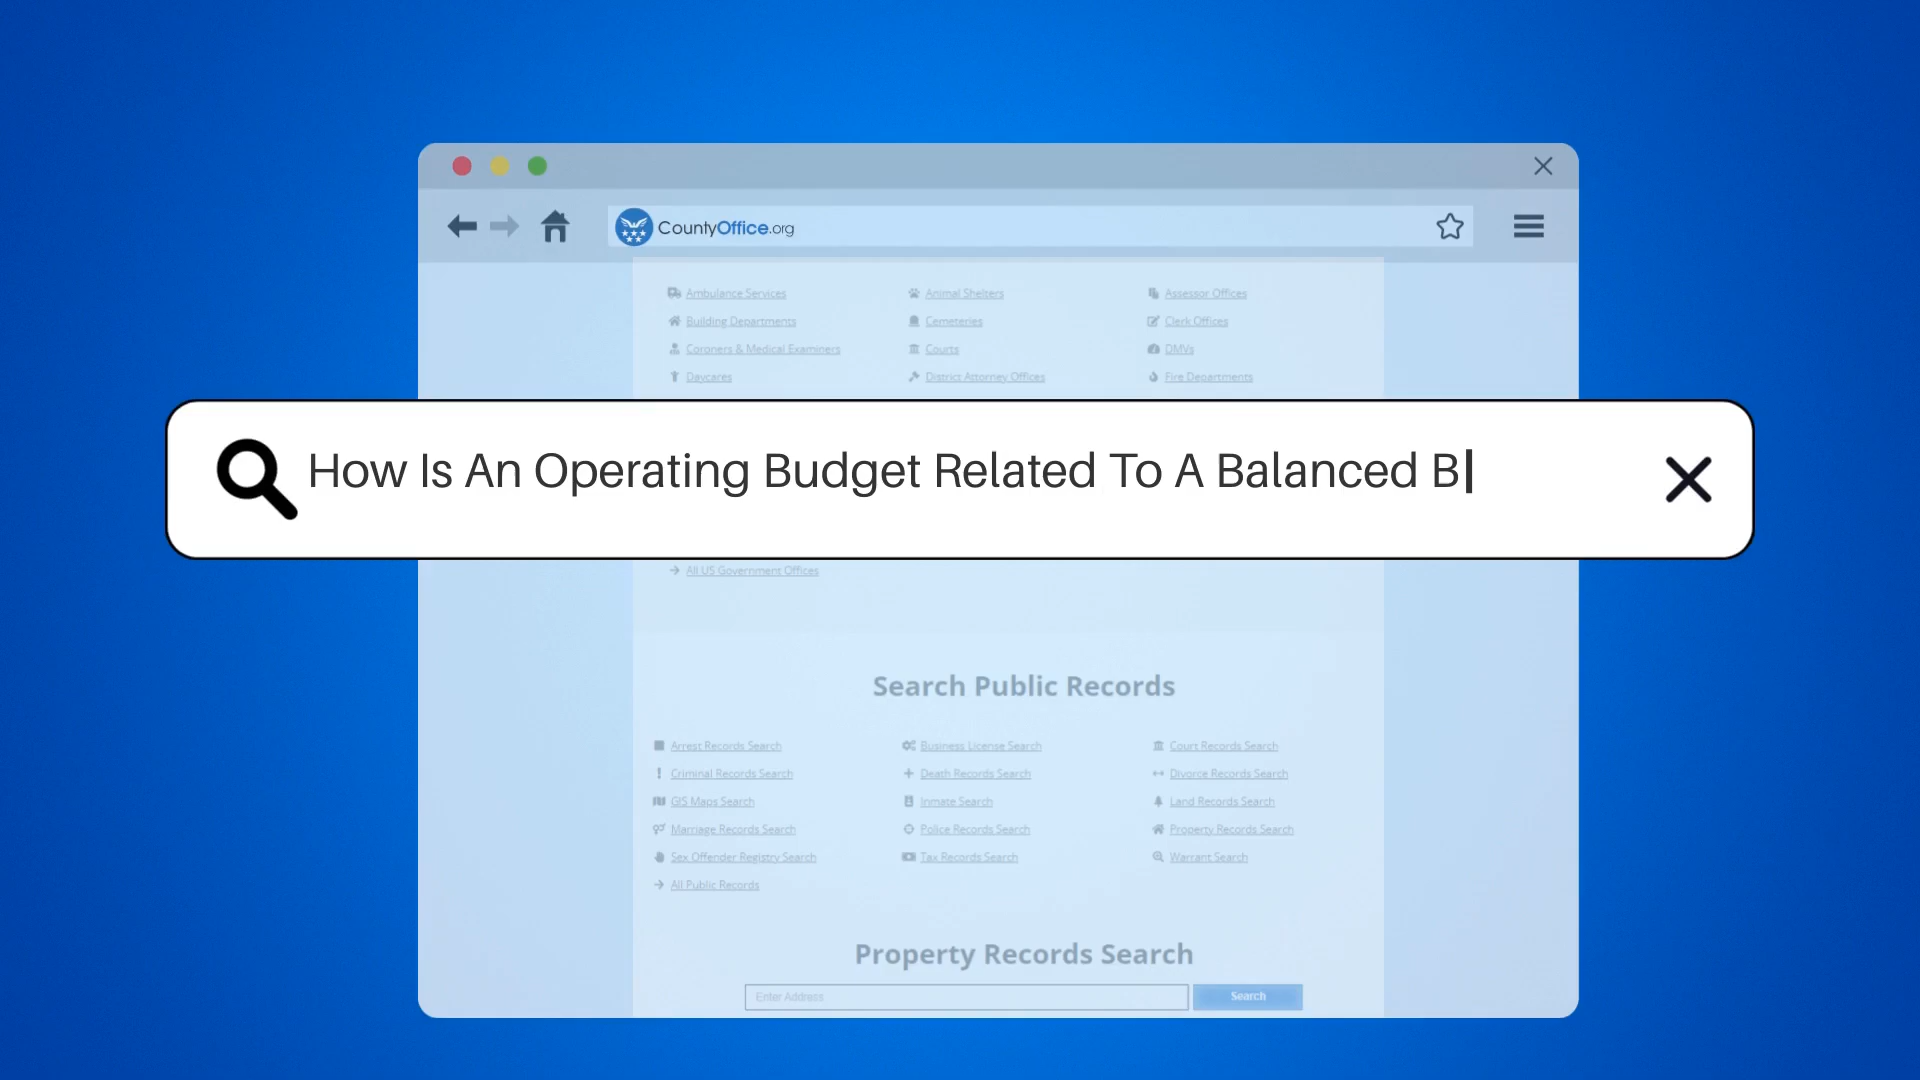 CountyOffice.org
Ambulance Services Animal Shelters Assessor Offices
Building Departments Cemeteries Clerk Offices
Coroners & Medical Examiners Courts DMVs
Daycares District Attorney Offices Fire Departments
How Is An Operating Budget Related To A Balanced B
All US Government Offices
Search Public Records
Arrest Records Search Business License Search Court Records Search
Criminal Records Search Death Records Search Divorce Records Search
GIS Maps Search Inmate Search Land Records Search
Marriage Records Search Police Records Search Property Records Search
Sex Offender Registry Search Tax Records Search Warrant Search
All Public Records
Property Records Search
Enter Address Search